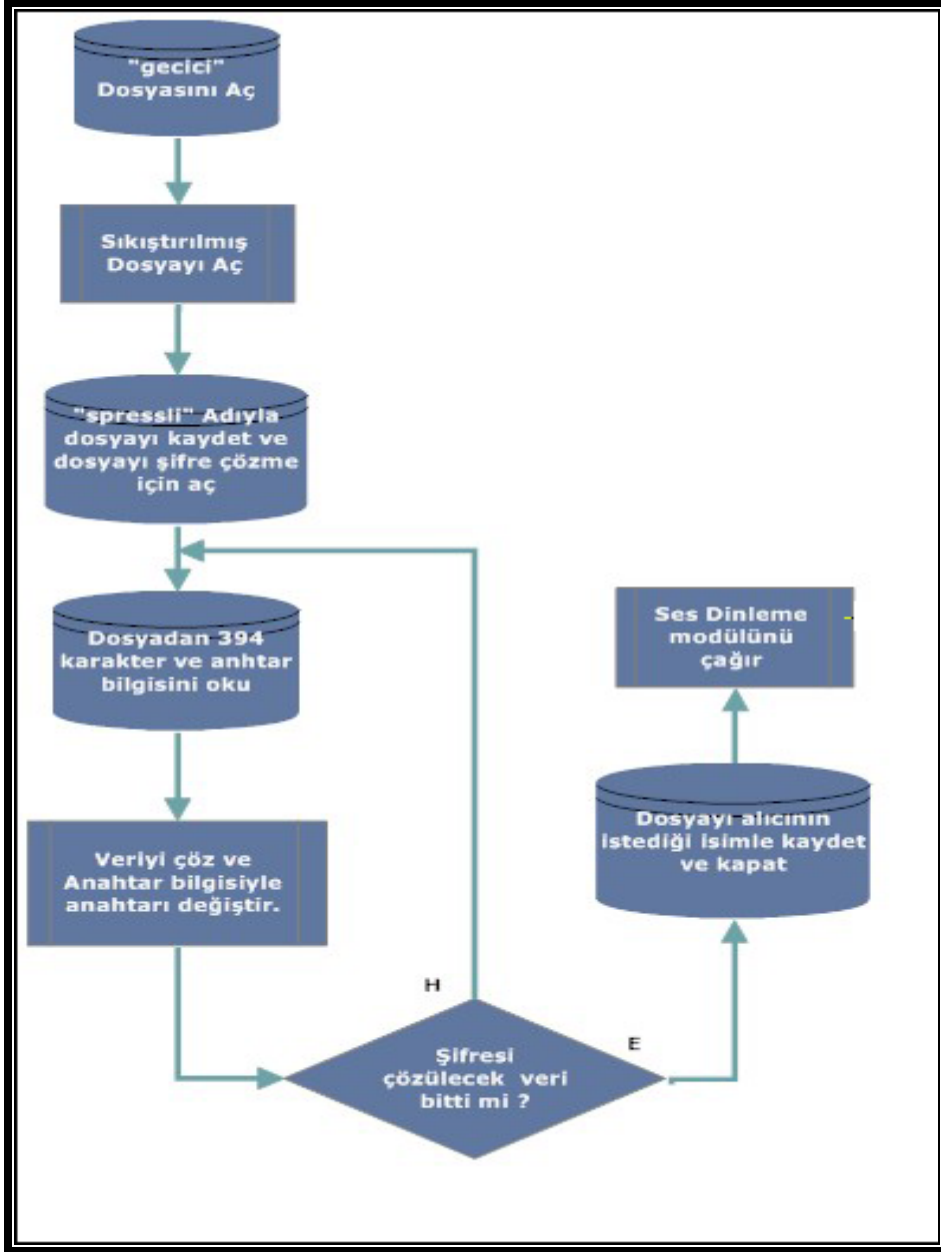 "gecici"
Dosyasını Aç
Sıkıştırılmış
Dosyayı Aç
"spressli" Adıyla
dosyayı kaydet ve
dosyayı şifre çözme
için aç
Dosyadan 394
karakter ve anhtar
bilgisini oku
Veriyi çöz ve
Anahtar bilgisiyle
anahtarı değiştir.
H
Şifresi
çözülecek veri
bitti mi ?
E
Dosyayı alıcının
istediği isimle kaydet
ve kapat
Ses Dinleme
modülünü
çağır